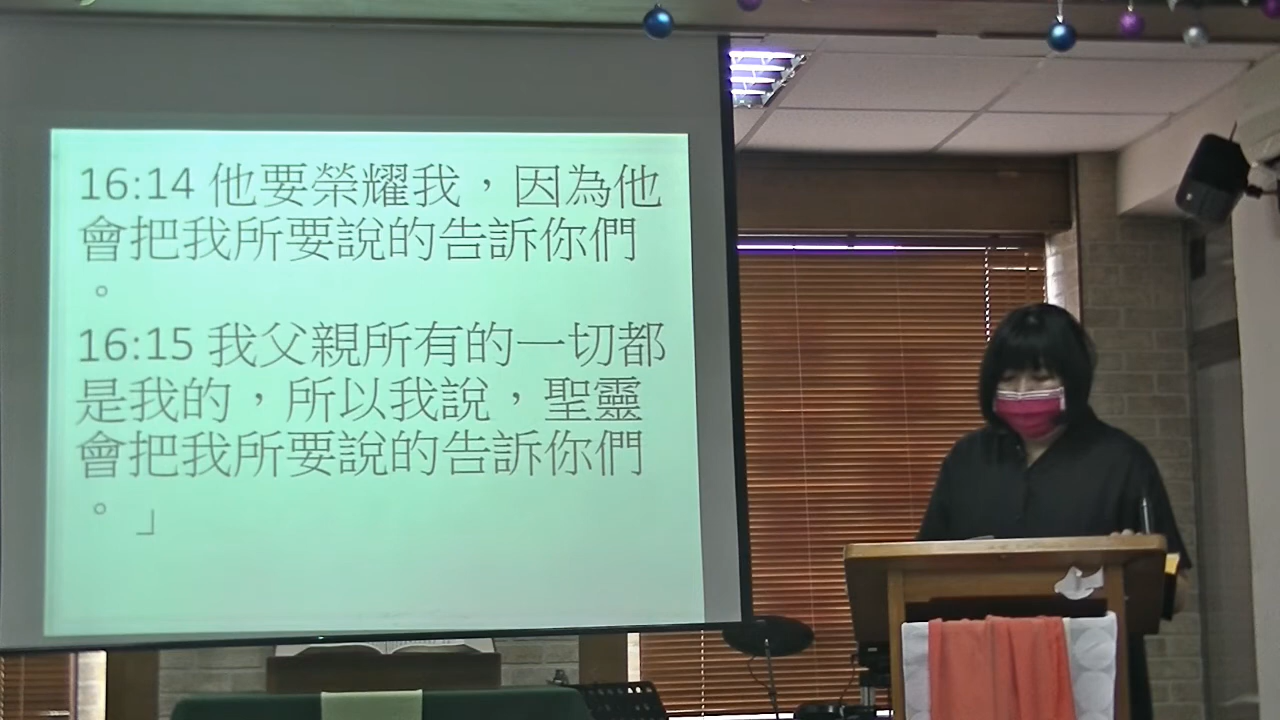 16:14 他要榮耀我，因為他
會把我所要說的告訴你們
。
16:15 我父親所有的一切都
是我的，所以我說，聖靈
會把我所要說的告訴你們
。」